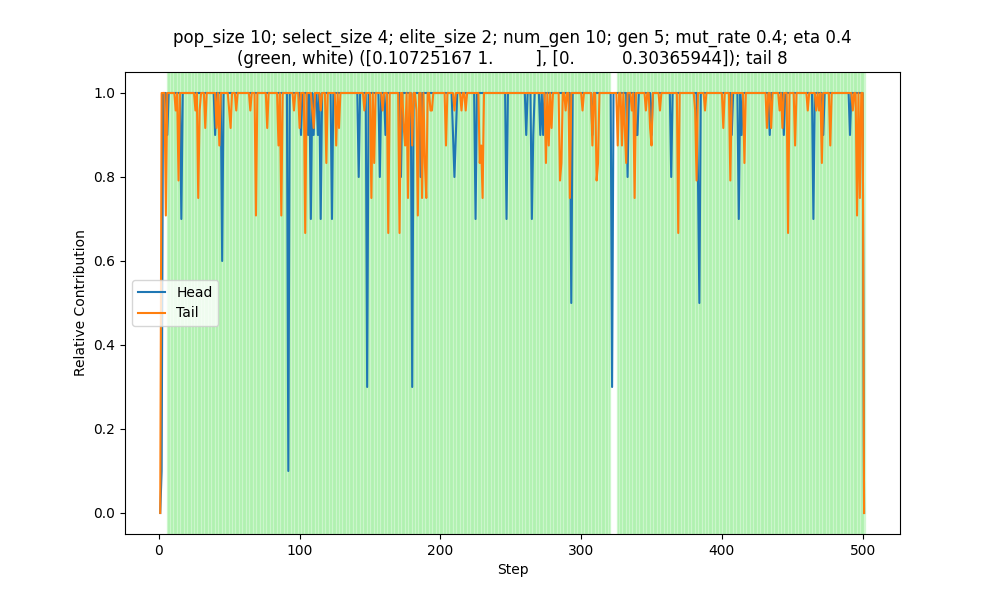 pop_size 10; select_size 4; elite_size 2; num_gen 10; gen 5; mut_rate 0.4; eta 0.4
(green, white) ([0.10725167 1.        ], [0.         0.30365944]); tail 8
1.0
0.8
0.6
0.4
0.2
0.0
Relative Contribution
Head
Tail
0
100
200
300
400
500
Step